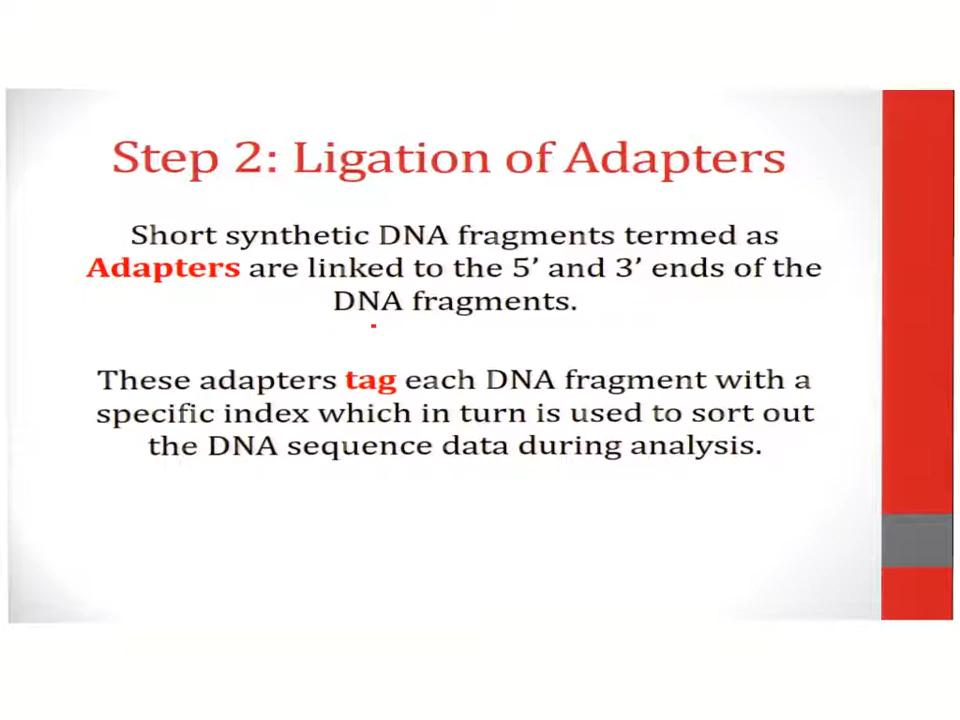 Step 2: Ligation of Adapters
Short synthetic DNA fragments termed as
Adapters are linked to the 5’ and 3’ ends of the
DNA fragments.
These adapters tag each DNA fragment with a
specific index which in turn is used to sort out
the DNA sequence data during analysis.